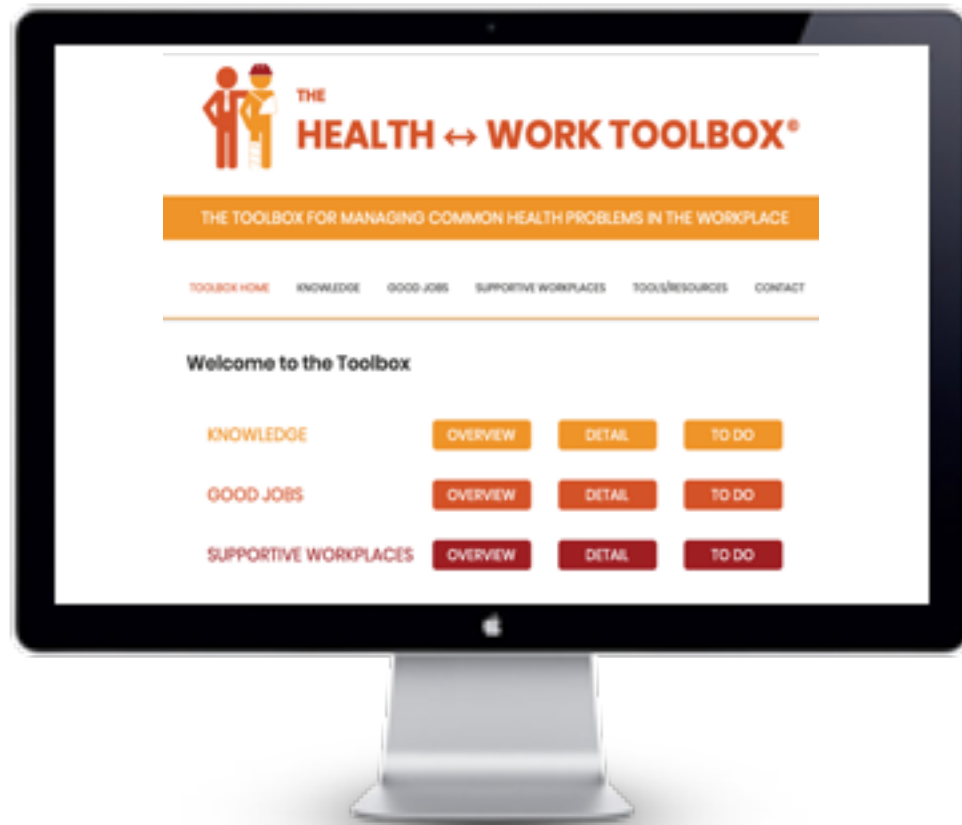 THE
HEALTH ↔ WORK TOOLBOX©
THE TOOLBOX FOR MANAGING COMMON HEALTH PROBLEMS IN THE WORKPLACE
TOOLBOX HOME KNOWLEDGE GOOD JOBS SUPPORTIVE WORKPLACES TOOLS/RESOURCES CONTACT
Welcome to the Toolbox
KNOWLEDGE OVERVIEW DETAIL TO DO
GOOD JOBS OVERVIEW DETAIL TO DO
SUPPORTIVE WORKPLACES OVERVIEW DETAIL TO DO